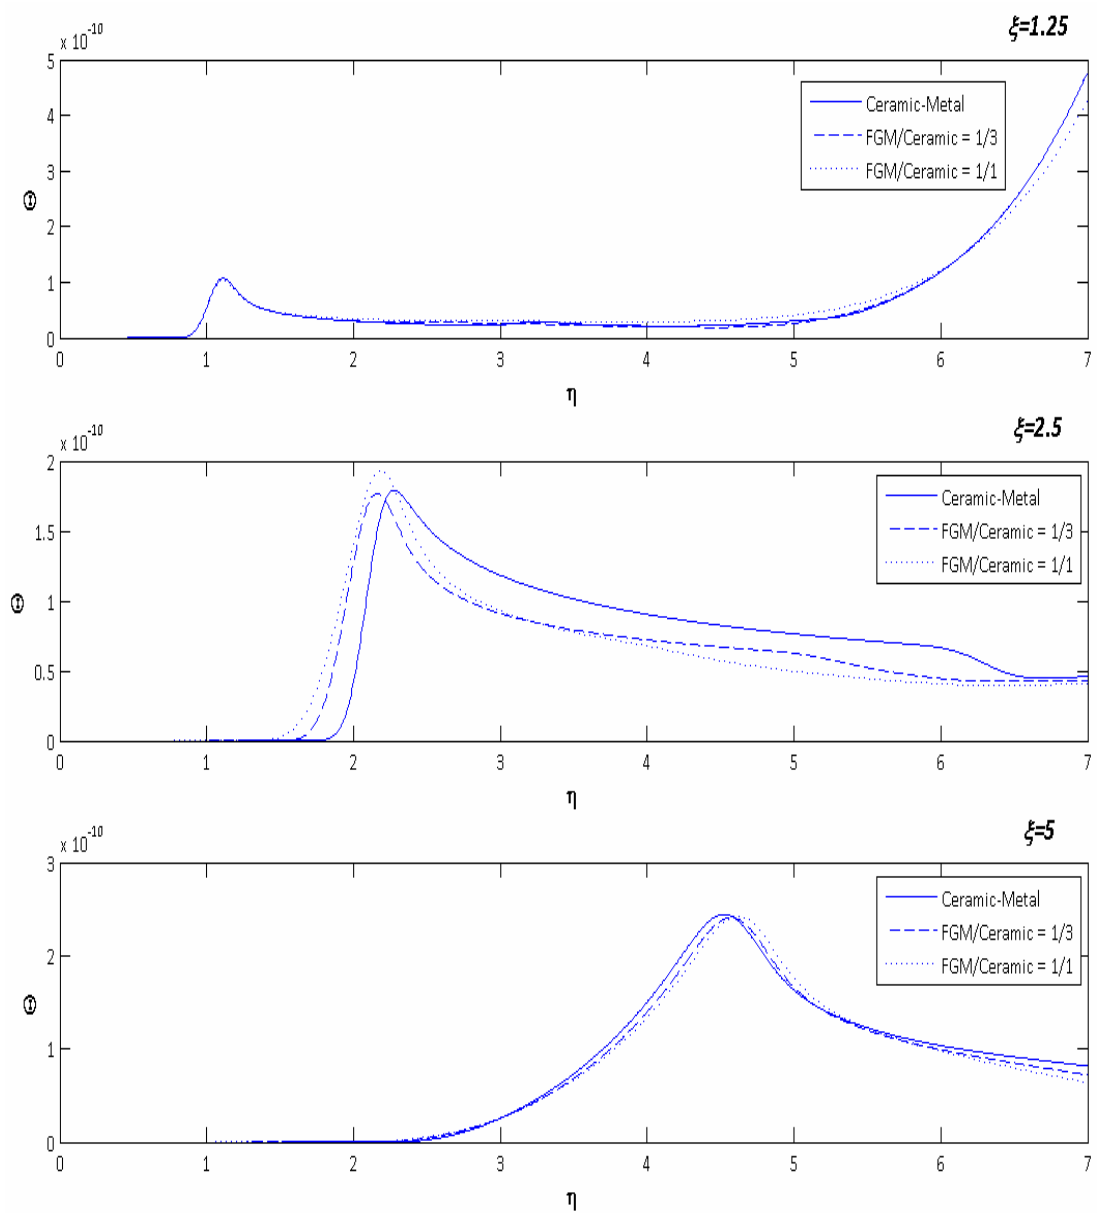 ξ=1.25
x 10⁻¹⁰
5
4
3
2
1
0
Θ
0 1 2 3 4 5 6 7
η
Ceramic-Metal
FGM/Ceramic = 1/3
FGM/Ceramic = 1/1
ξ=2.5
x 10⁻¹⁰
2
1.5
1
0.5
0
Θ
0 1 2 3 4 5 6 7
η
Ceramic-Metal
FGM/Ceramic = 1/3
FGM/Ceramic = 1/1
ξ=5
x 10⁻¹⁰
3
2
1
0
Θ
0 1 2 3 4 5 6 7
η
Ceramic-Metal
FGM/Ceramic = 1/3
FGM/Ceramic = 1/1